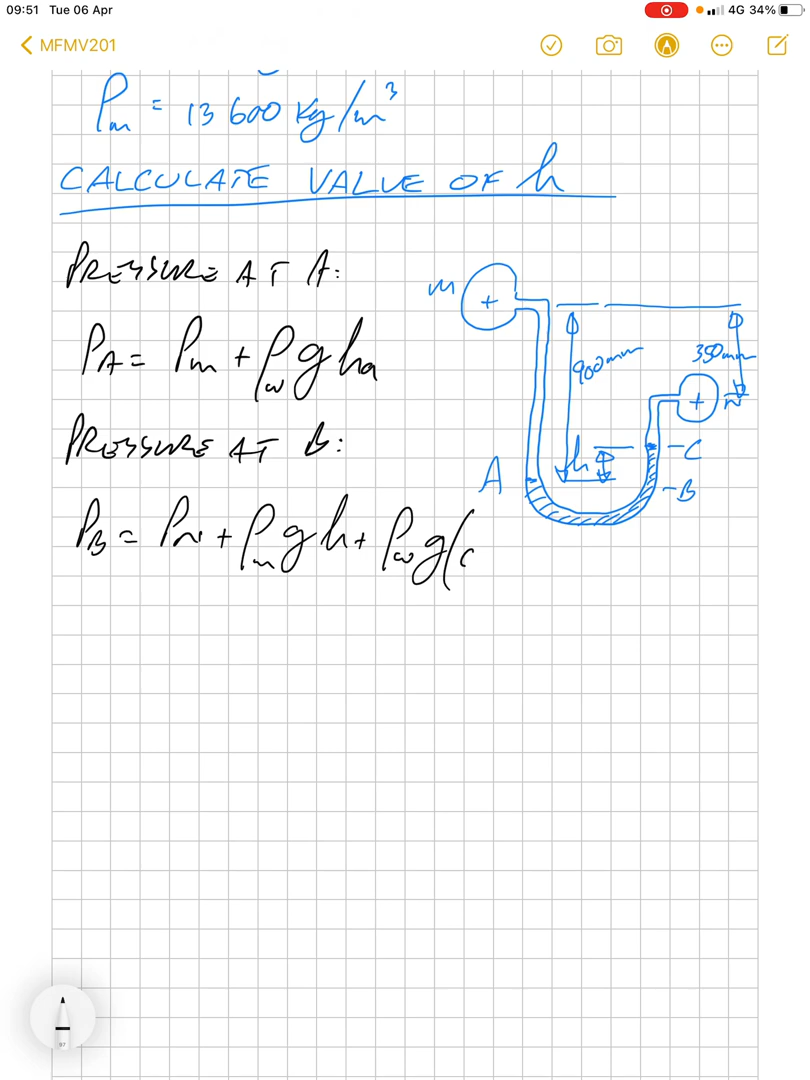 09:51 Tue 06 Apr
4G 34%
MFMV201
ρm = 13 600 Kg/m³
CALCULATE VALUE OF h
PRESSURE AT A:
PA = Pm + ρw g ha
PRESSURE AT B:
PB = PN + ρm g h + ρw g(
M
900mm
350mm
N
h
C
A
B
97